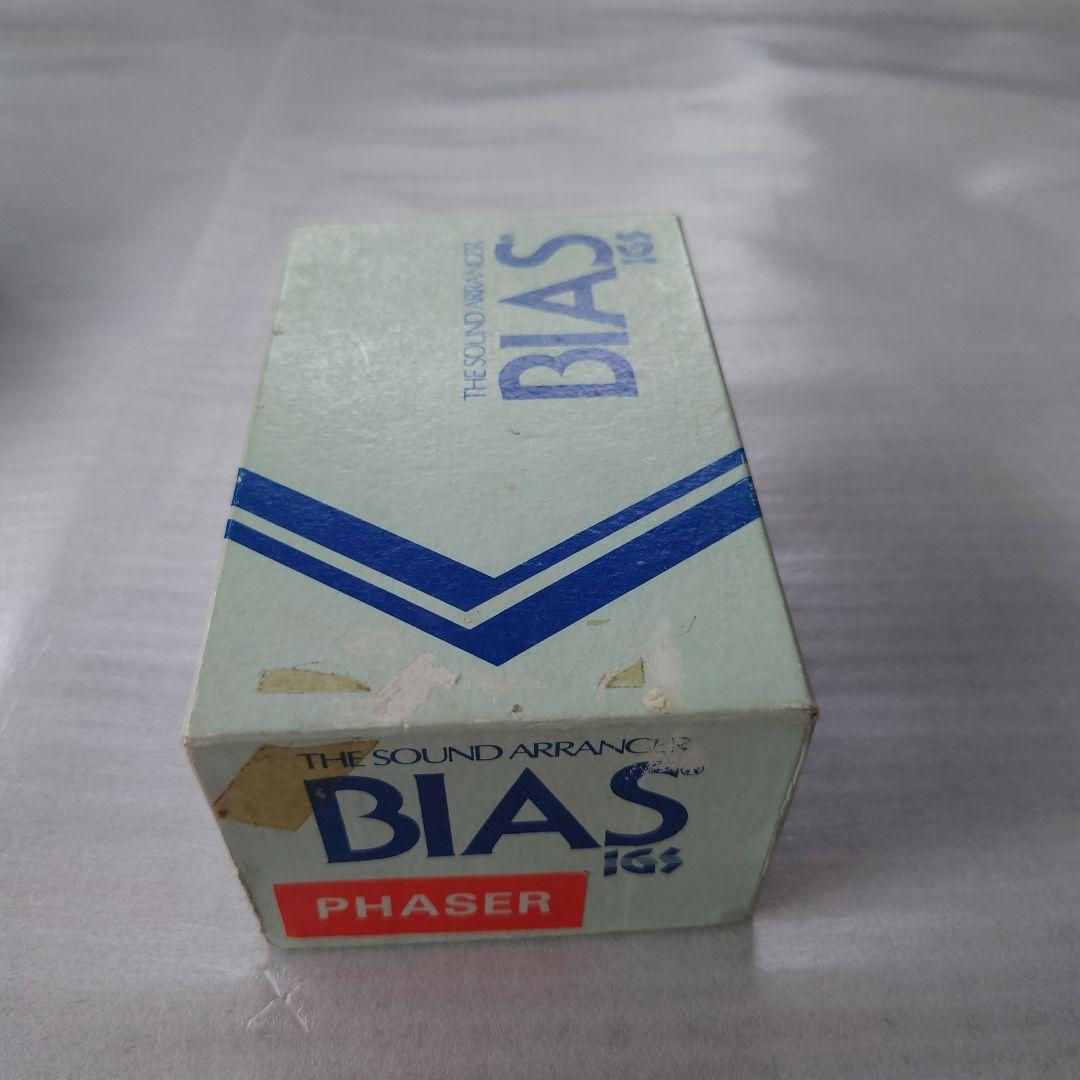 THE SOUND ARRANGER
BIAS
IGS
THE SOUND ARRANGER
BIAS
IGS
PHASER